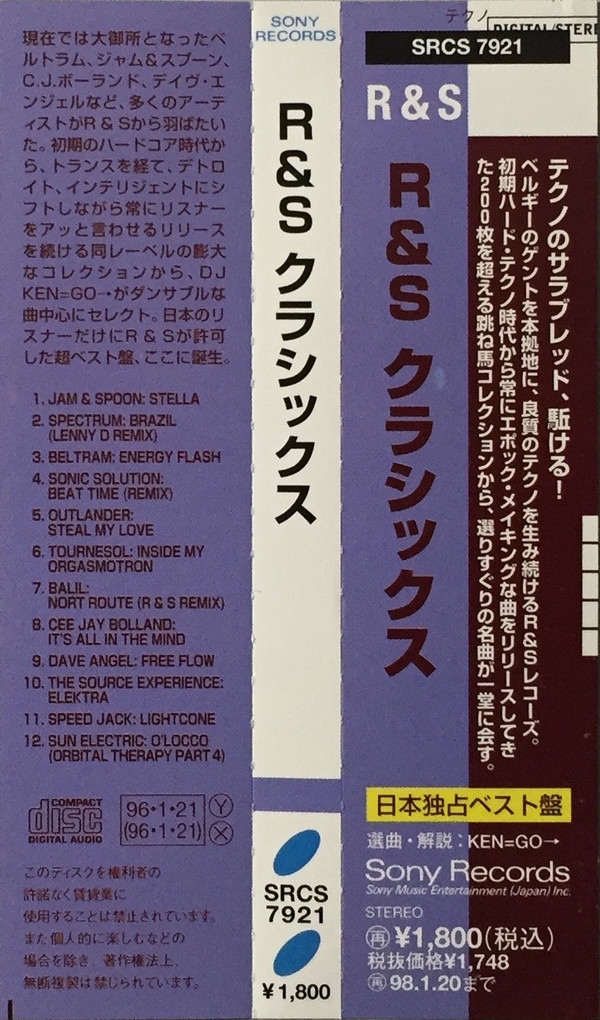 現在では大御所となったベ
ルトラム、ジャム&スプーン、
C.J.ボーランド、デイヴ・エ
ンジェルなど、多くのアーテ
ィストがR & Sから羽ばたい
た。初期のハードコア時代か
ら、トランスを経て、デトロ
イト、インテリジェントにシ
フトしながら常にリスナー
をアッと言わせるリリース
を続ける同レーベルの膨大
なコレクションから、DJ
KEN=GO→がダンサブルな
曲中心にセレクト。日本のリ
スナーだけにR & Sが許可
した超ベスト盤、ここに誕生。
1. JAM & SPOON: STELLA
2. SPECTRUM: BRAZIL
(LENNY D REMIX)
3. BELTRAM: ENERGY FLASH
4. SONIC SOLUTION:
BEAT TIME (REMIX)
5. OUTLANDER:
STEAL MY LOVE
6. TOURNESOL: INSIDE MY
ORGASMOTRON
7. BALIL:
NORT ROUTE (R & S REMIX)
8. CEE JAY BOLLAND:
IT'S ALL IN THE MIND
9. DAVE ANGEL: FREE FLOW
10. THE SOURCE EXPERIENCE:
ELEKTRA
11. SPEED JACK: LIGHTCONE
12. SUN ELECTRIC: O'LOCCO
(ORBITAL THERAPY PART 4)
COMPACT
disc
DIGITAL AUDIO
96・1・21 Ⓨ
(96・1・21) Ⓧ
このディスクを権利者の
許諾なく賃貸業に
使用することは禁止されています。
また個人的に楽しむなどの
場合を除き、著作権法上、
無断複製は禁じられています。
SONY
RECORDS
R&S クラシックス
SRCS
7921
¥1,800
テクノ
DIGITAL/STER
SRCS 7921
R&S
R&S クラシックス
テクノのサラブレッド、駈ける!
ベルギーのゲントを本拠地に、良質のテクノを生み続けるR&Sレコーズ。
初期ハード・テクノ時代から常にエポック・メイキングな曲をリリースしてき
た200枚を超える跳ね馬コレクションから、選りすぐりの名曲が一堂に会す。
日本独占ベスト盤
選曲・解説：KEN=GO→
Sony Records
Sony Music Entertainment (Japan) Inc.
STEREO
再 ¥1,800(税込)
税抜価格¥1,748
再 98.1.20まで